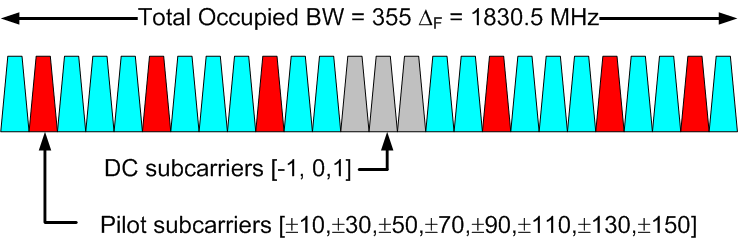 Total Occupied BW = 355 ΔF = 1830.5 MHz
DC subcarriers [-1, 0,1]
Pilot subcarriers [±10,±30,±50,±70,±90,±110,±130,±150]